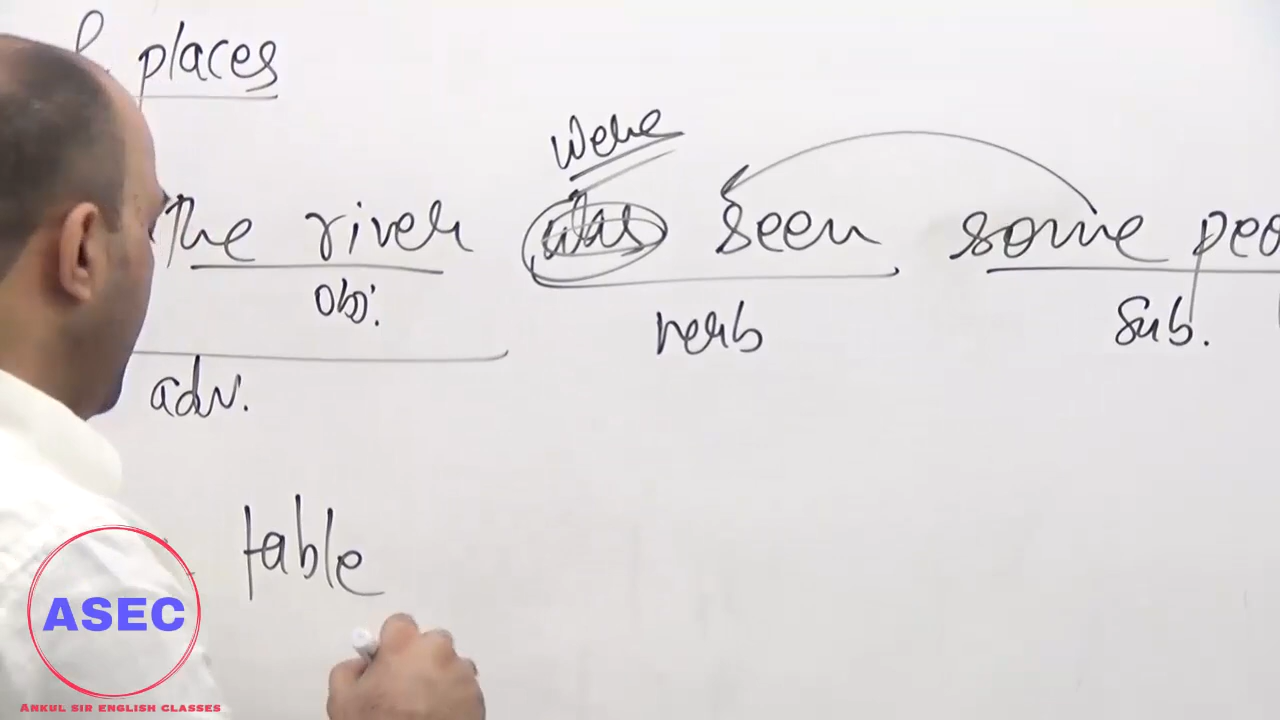 places
were
The river was seen some peo
obj.
verb
sub.
adv.
table
ASEC
ANKUL SIR ENGLISH CLASSES